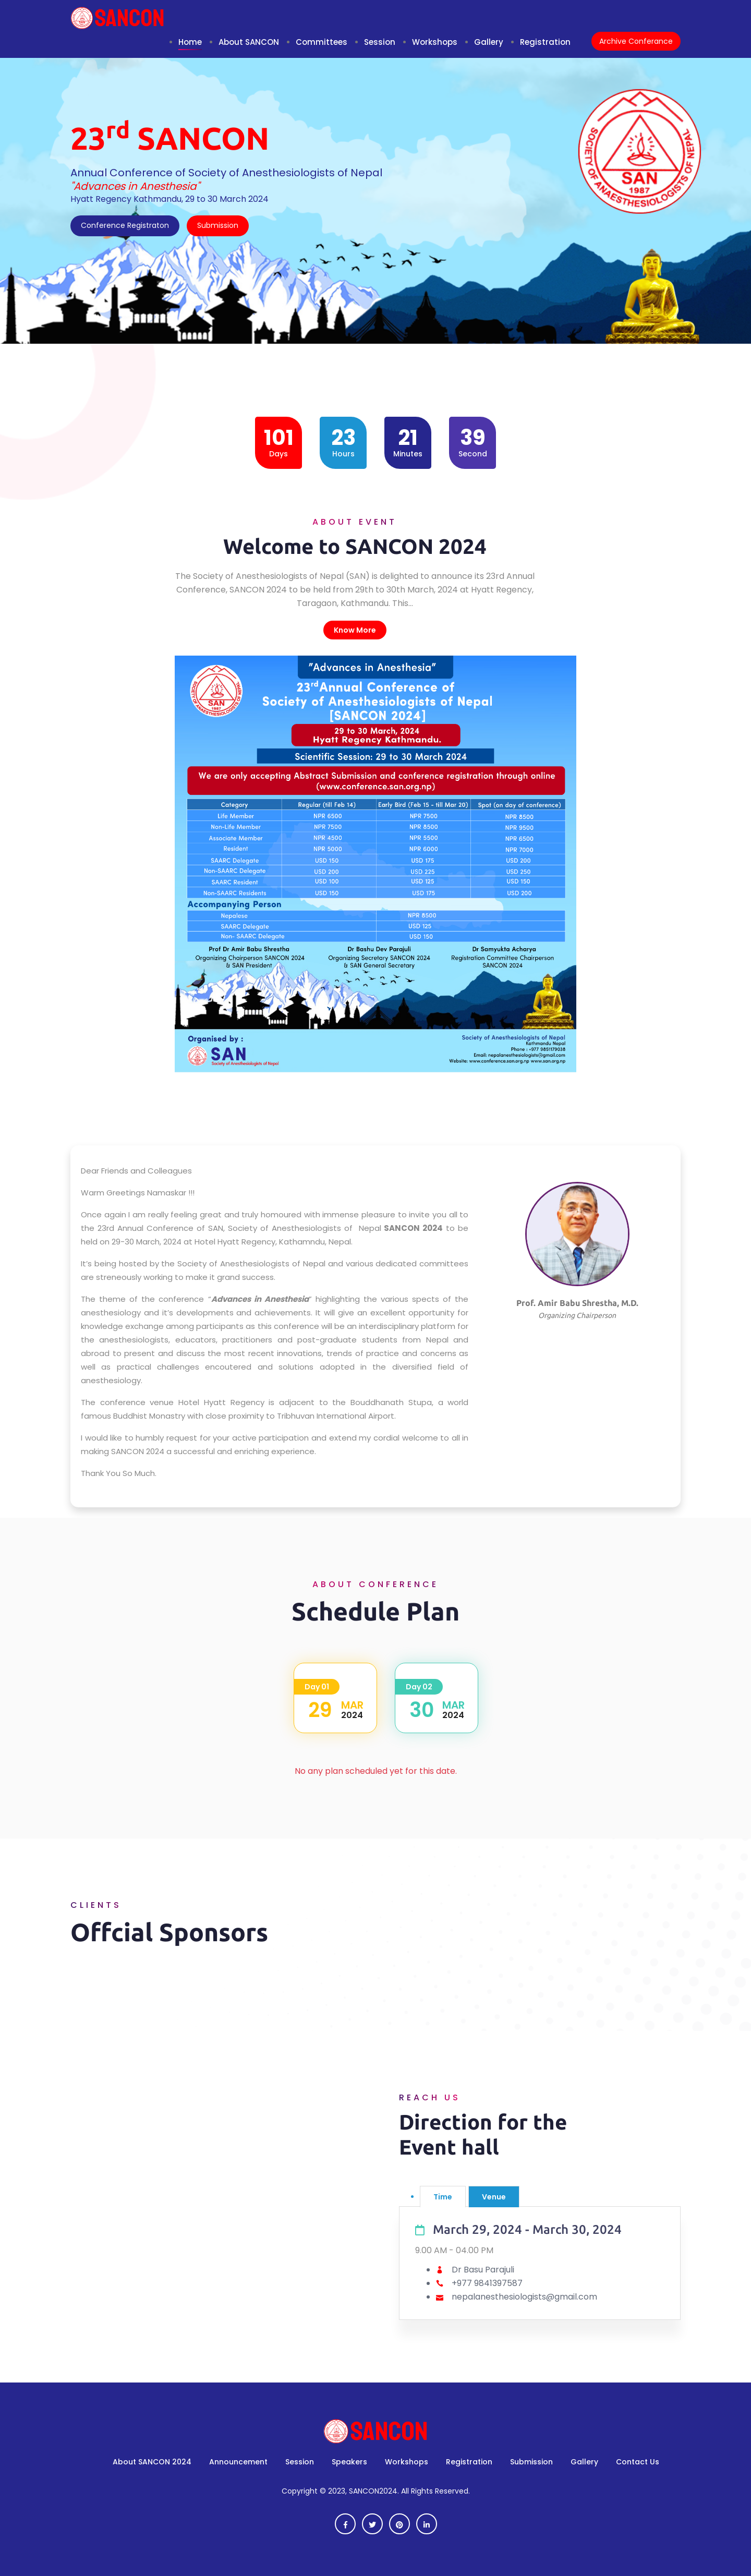 SANCON
Home
About SANCON
Committees
Session
Workshops
Gallery
Registration
Archive Conferance
23rd SANCON
Annual Conference of Society of Anesthesiologists of Nepal
"Advances in Anesthesia"
Hyatt Regency Kathmandu, 29 to 30 March 2024
Conference Registraton
Submission
SOCIETY OF ANAESTHESIOLOGISTS OF NEPAL
SAN
1987
101 23 21 39
Days Hours Minutes Second
ABOUT EVENT
Welcome to SANCON 2024
The Society of Anesthesiologists of Nepal (SAN) is delighted to announce its 23rd Annual
Conference, SANCON 2024 to be held from 29th to 30th March, 2024 at Hyatt Regency,
Taragaon, Kathmandu. This...
Know More
"Advances in Anesthesia"
23rd Annual Conference of
Society of Anesthesiologists of Nepal
[SANCON 2024]
SAN
1987
29 to 30 March, 2024
Hyatt Regency Kathmandu.
Scientific Session: 29 to 30 March 2024
We are only accepting Abstract Submission and conference registration through online
(www.conference.san.org.np)
Category Regular (till Feb 14) Early Bird (Feb 15 - till Mar 20) Spot (on day of conference)
Life Member NPR 6500 NPR 7500 NPR 8500
Non-Life Member NPR 7500 NPR 8500 NPR 9500
Associate Member NPR 4500 NPR 5500 NPR 6500
Resident NPR 5000 NPR 6000 NPR 7000
SAARC Delegate USD 150 USD 175 USD 200
Non-SAARC Delegate USD 200 USD 225 USD 250
SAARC Resident USD 100 USD 125 USD 150
Non-SAARC Residents USD 150 USD 175 USD 200
Accompanying Person
Nepalese NPR 8500
SAARC Delegate USD 125
Non- SAARC Delegate USD 150
Prof Dr Amir Babu Shrestha
Organizing Chairperson SANCON 2024
& SAN President
Dr Bashu Dev Parajuli
Organizing Secretary SANCON 2024
& SAN General Secretary
Dr Samyukta Acharya
Registration Committee Chairperson
SANCON 2024
Organised by :
SAN
Society of Anesthesiologists of Nepal
Society of Anesthesiologists of Nepal
Kathmandu Nepal
Phone : +977 9851179038
Email: nepalanesthesiologists@gmail.com
Website: www.conference.san.org.np www.san.org.np
Dear Friends and Colleagues
Warm Greetings Namaskar !!!
Once again I am really feeling great and truly honoured with immense pleasure to invite you all to
the 23rd Annual Conference of SAN, Society of Anesthesiologists of Nepal SANCON 2024 to be
held on 29-30 March, 2024 at Hotel Hyatt Regency, Kathamndu, Nepal.
It's being hosted by the Society of Anesthesiologists of Nepal and various dedicated committees
are streneously working to make it grand success.
The theme of the conference "Advances in Anesthesia" highlighting the various spects of the
anesthesiology and it's developments and achievements. It will give an excellent opportunity for
knowledge exchange among participants as this conference will be an interdisciplinary platform for
the anesthesiologists, educators, practitioners and post-graduate students from Nepal and
abroad to present and discuss the most recent innovations, trends of practice and concerns as
well as practical challenges encoutered and solutions adopted in the diversified field of
anesthesiology.
The conference venue Hotel Hyatt Regency is adjacent to the Bouddhanath Stupa, a world
famous Buddhist Monastry with close proximity to Tribhuvan International Airport.
I would like to humbly request for your active participation and extend my cordial welcome to all in
making SANCON 2024 a successful and enriching experience.
Thank You So Much.
Prof. Amir Babu Shrestha, M.D.
Organizing Chairperson
ABOUT CONFERENCE
Schedule Plan
Day 01
29 MAR
2024
Day 02
30 MAR
2024
No any plan scheduled yet for this date.
CLIENTS
Offcial Sponsors
REACH US
Direction for the
Event hall
Time
Venue
March 29, 2024 - March 30, 2024
9.00 AM - 04.00 PM
Dr Basu Parajuli
+977 9841397587
nepalanesthesiologists@gmail.com
SANCON
About SANCON 2024
Announcement
Session
Speakers
Workshops
Registration
Submission
Gallery
Contact Us
Copyright © 2023, SANCON2024. All Rights Reserved.